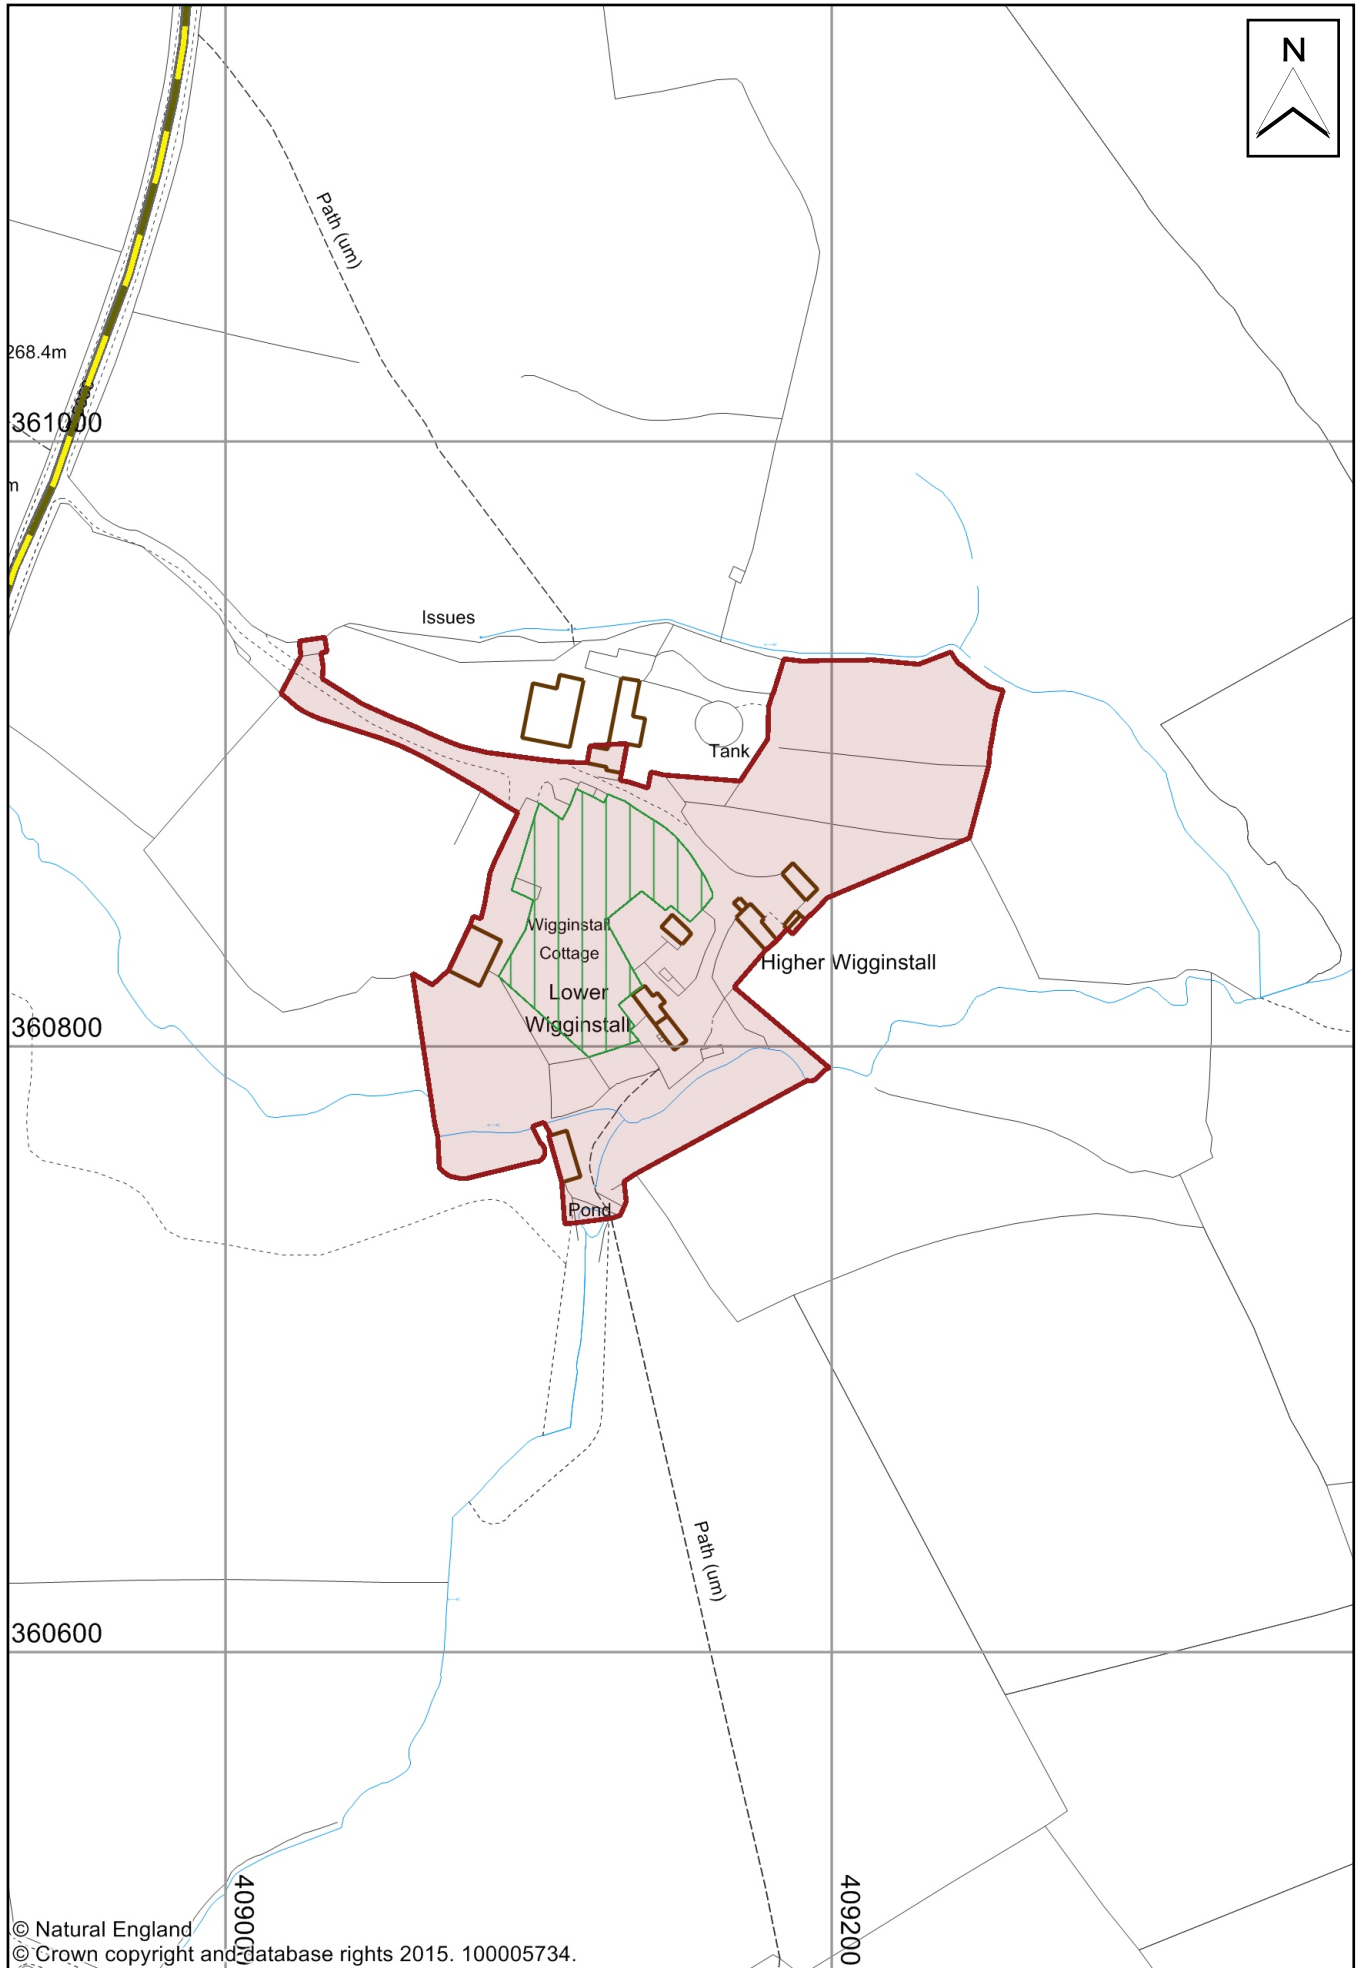 N
Path (um)
268.4m
361000
m
Issues
Tank
Wigginstall
Cottage
Higher Wigginstall
Lower
Wigginstall
360800
Pond
Path (um)
360600
409000
409200
© Natural England
© Crown copyright and database rights 2015. 100005734.